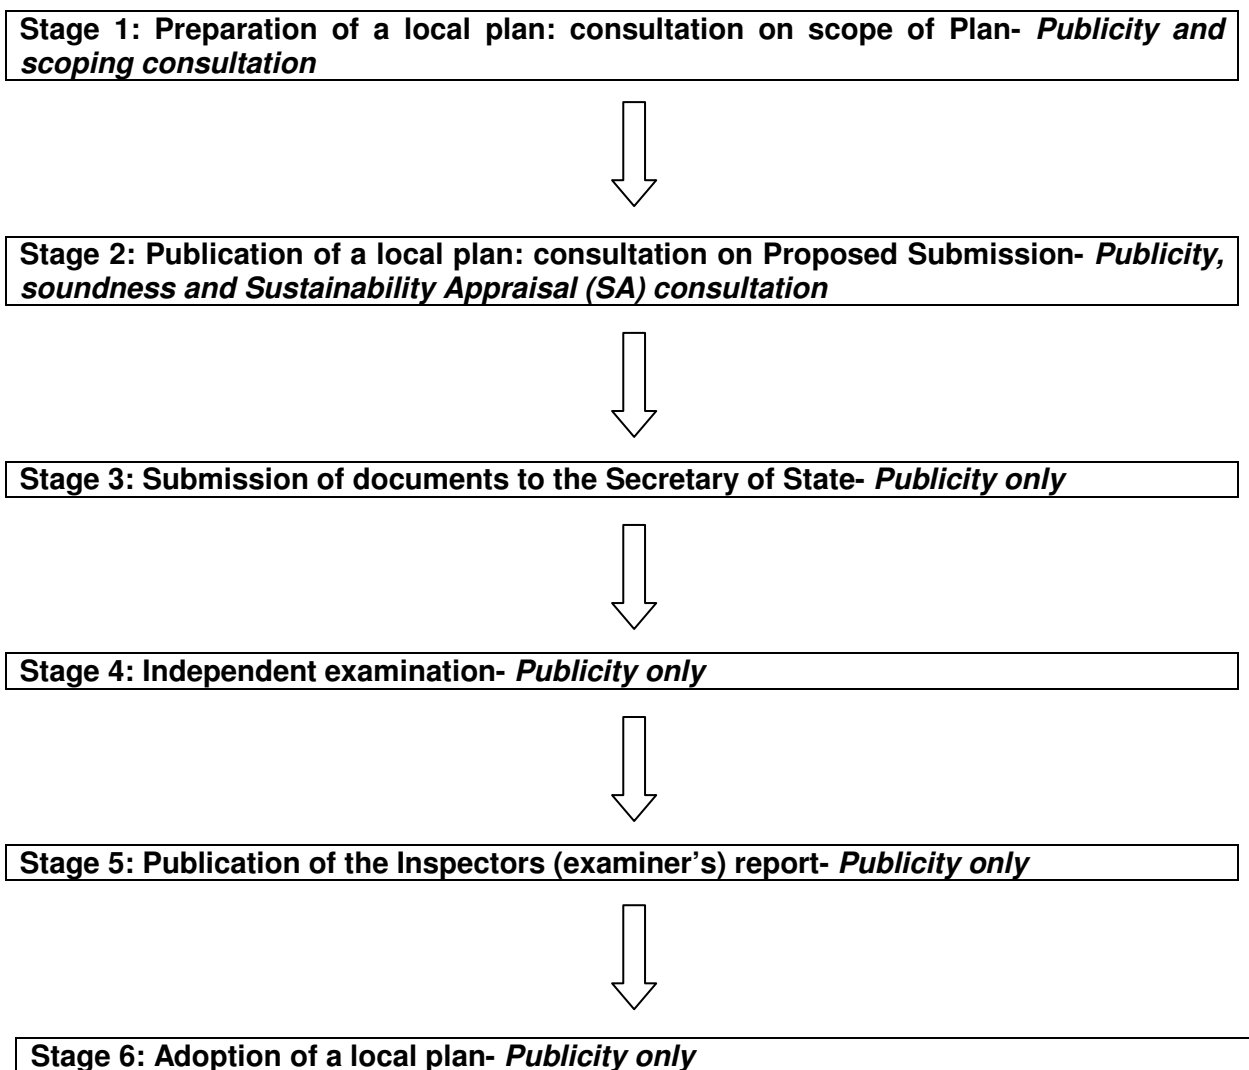 Stage 1: Preparation of a local plan: consultation on scope of Plan- Publicity and
scoping consultation
Stage 2: Publication of a local plan: consultation on Proposed Submission- Publicity,
soundness and Sustainability Appraisal (SA) consultation
Stage 3: Submission of documents to the Secretary of State- Publicity only
Stage 4: Independent examination- Publicity only
Stage 5: Publication of the Inspectors (examiner’s) report- Publicity only
Stage 6: Adoption of a local plan- Publicity only